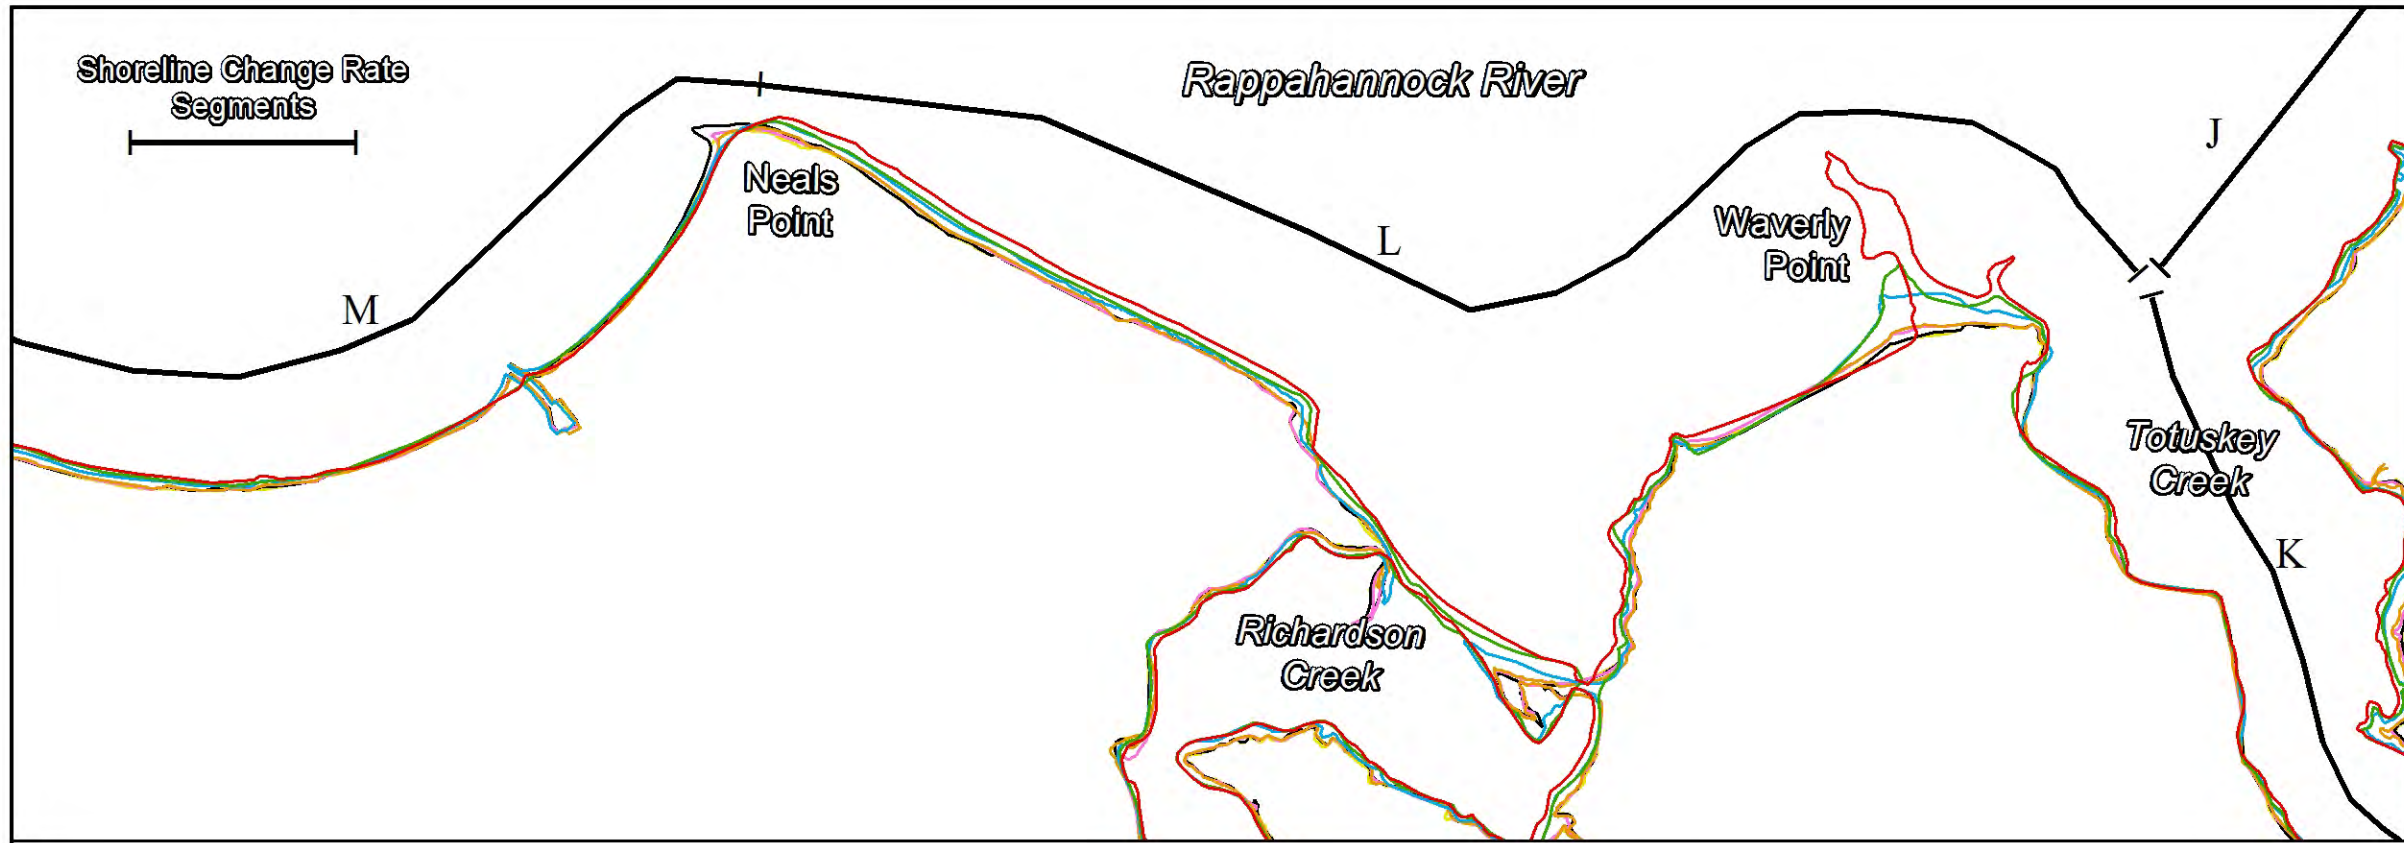 Shoreline Change Rate
Segments
Rappahannock River
J
Neals
Point
Waverly
Point
L
M
Totuskey
Creek
K
Richardson
Creek